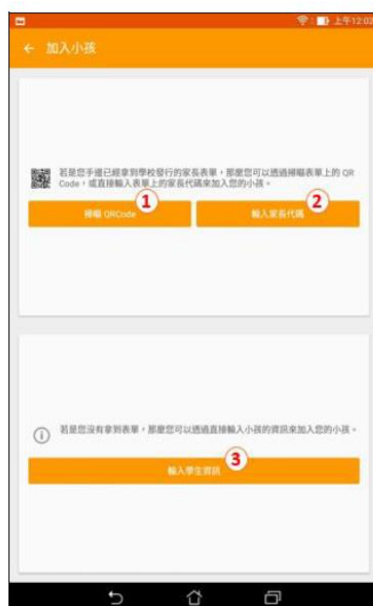 上午12:02
← 加入小孩
若是您手邊已經拿到學校發行的家長表單，那麼您可以透過掃瞄表單上的 QR
Code，或直接輸入表單上的家長代碼來加入您的小孩。
1
2
掃瞄 QRCode
輸入家長代碼
若是您沒有拿到表單，那麼您可以透過直接輸入小孩的資訊來加入您的小孩。
3
輸入學生資訊